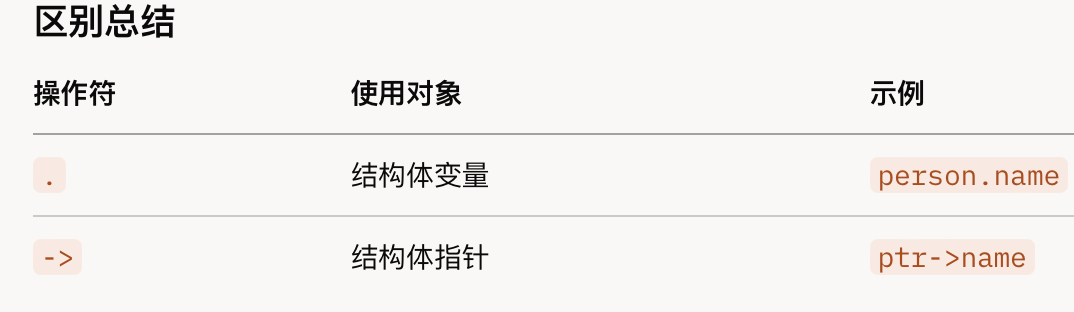 区别总结
操作符 使用对象 示例
. 结构体变量 person.name
-> 结构体指针 ptr->name